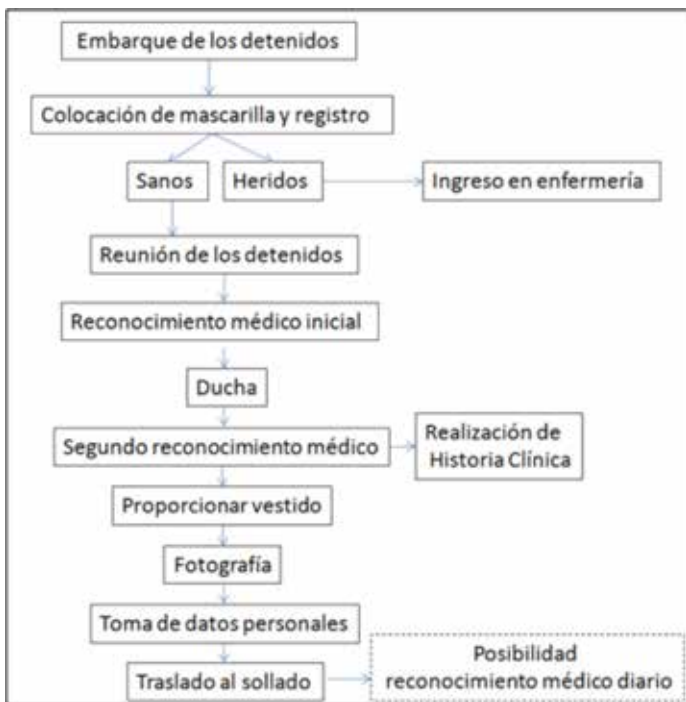 Embarque de los detenidos
Colocación de mascarilla y registro
Sanos
Heridos
Ingreso en enfermería
Reunión de los detenidos
Reconocimiento médico inicial
Ducha
Segundo reconocimiento médico
Realización de
Historia Clínica
Proporcionar vestido
Fotografía
Toma de datos personales
Traslado al sollado
Posibilidad
reconocimiento médico diario